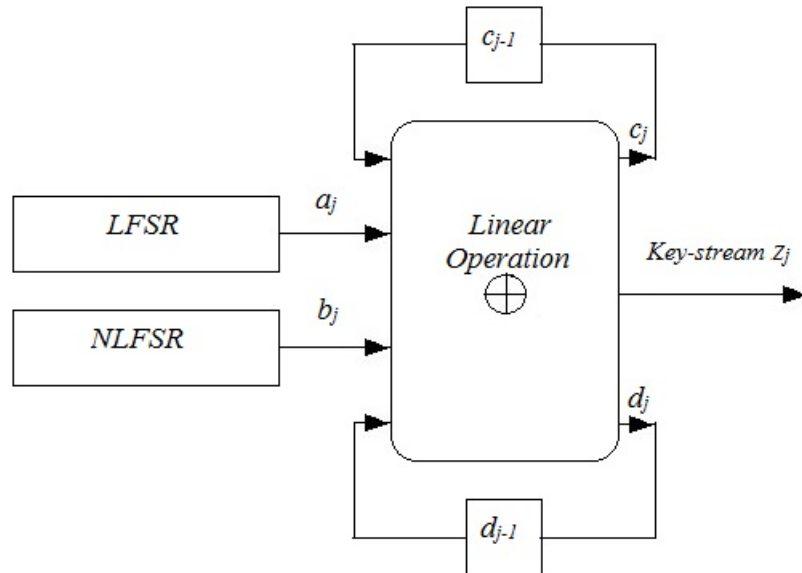 c_{j-1}
c_j
LFSR
a_j
Linear
Operation
Key-stream z_j
NLFSR
b_j
d_j
d_{j-1}